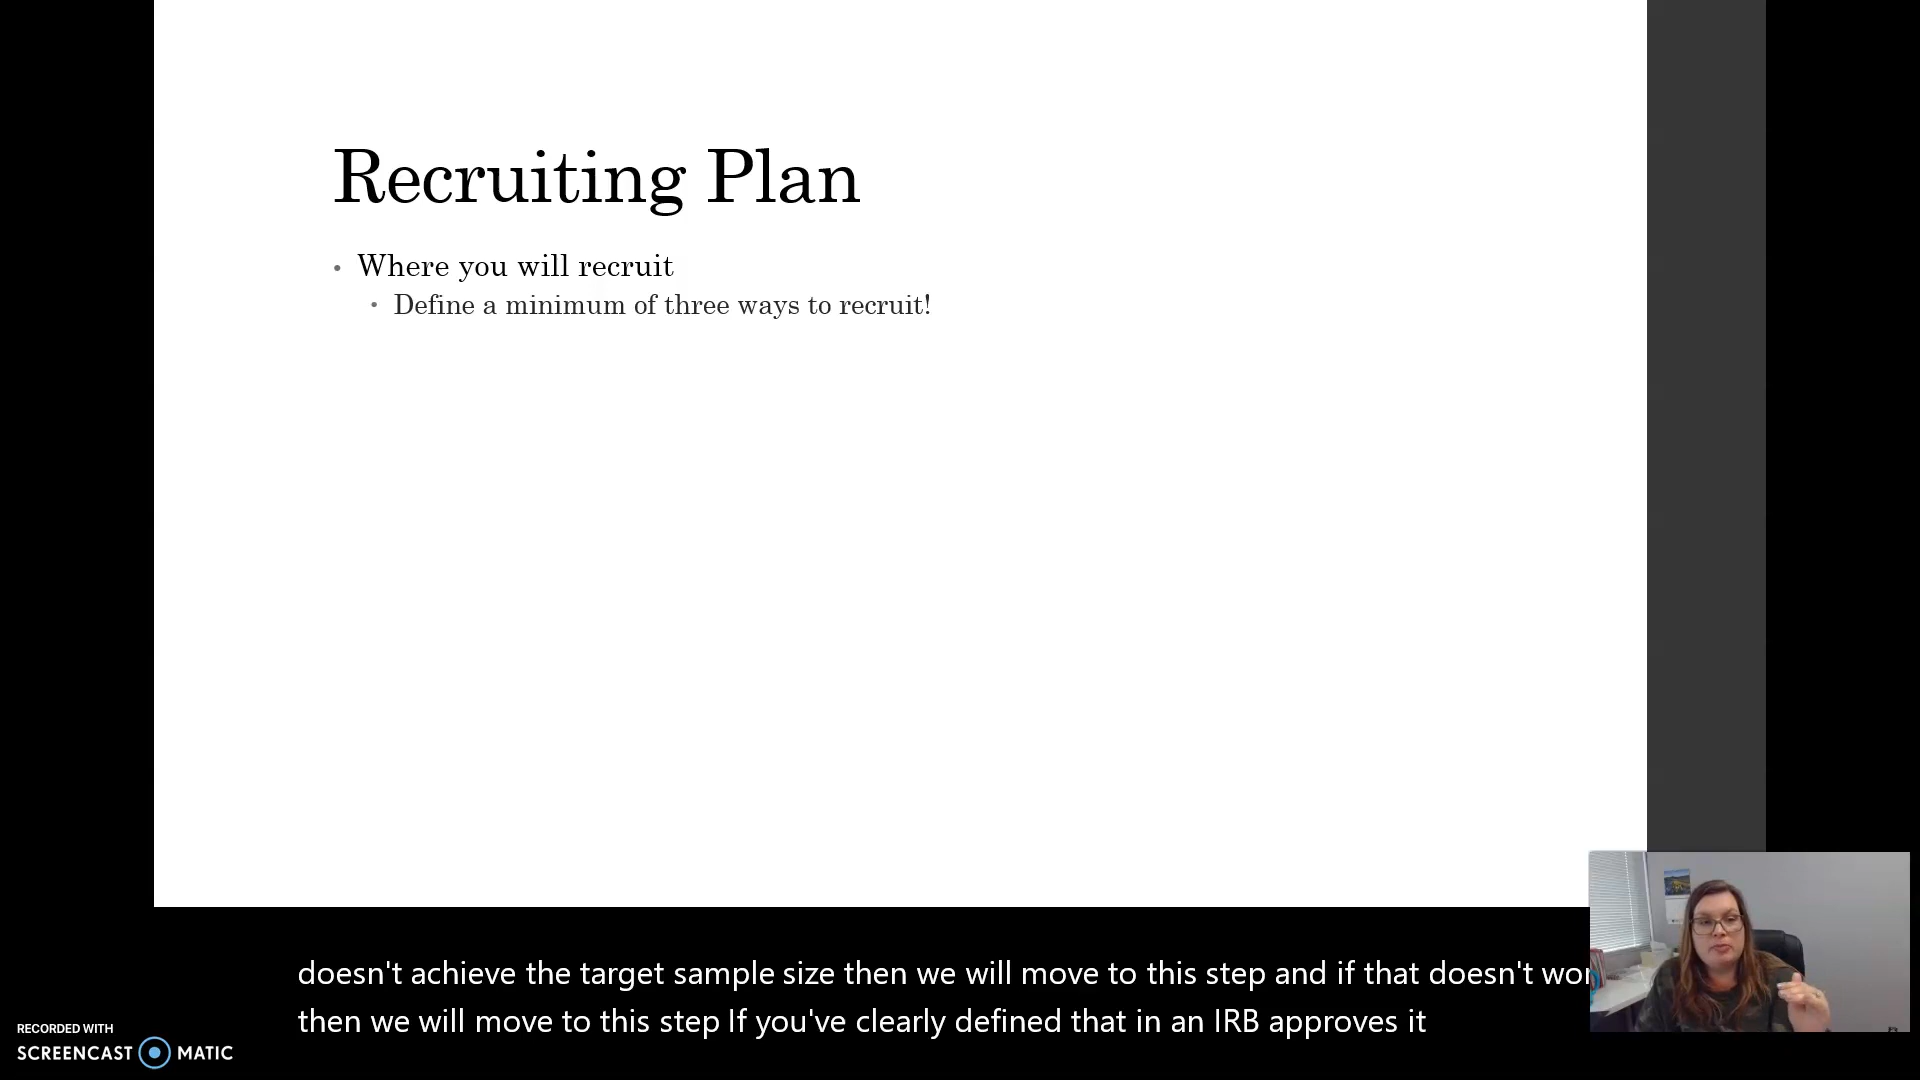 Recruiting Plan
• Where you will recruit
• Define a minimum of three ways to recruit!
doesn't achieve the target sample size then we will move to this step and if that doesn't
then we will move to this step If you've clearly defined that in an IRB approves it
RECORDED WITH
SCREENCAST MATIC